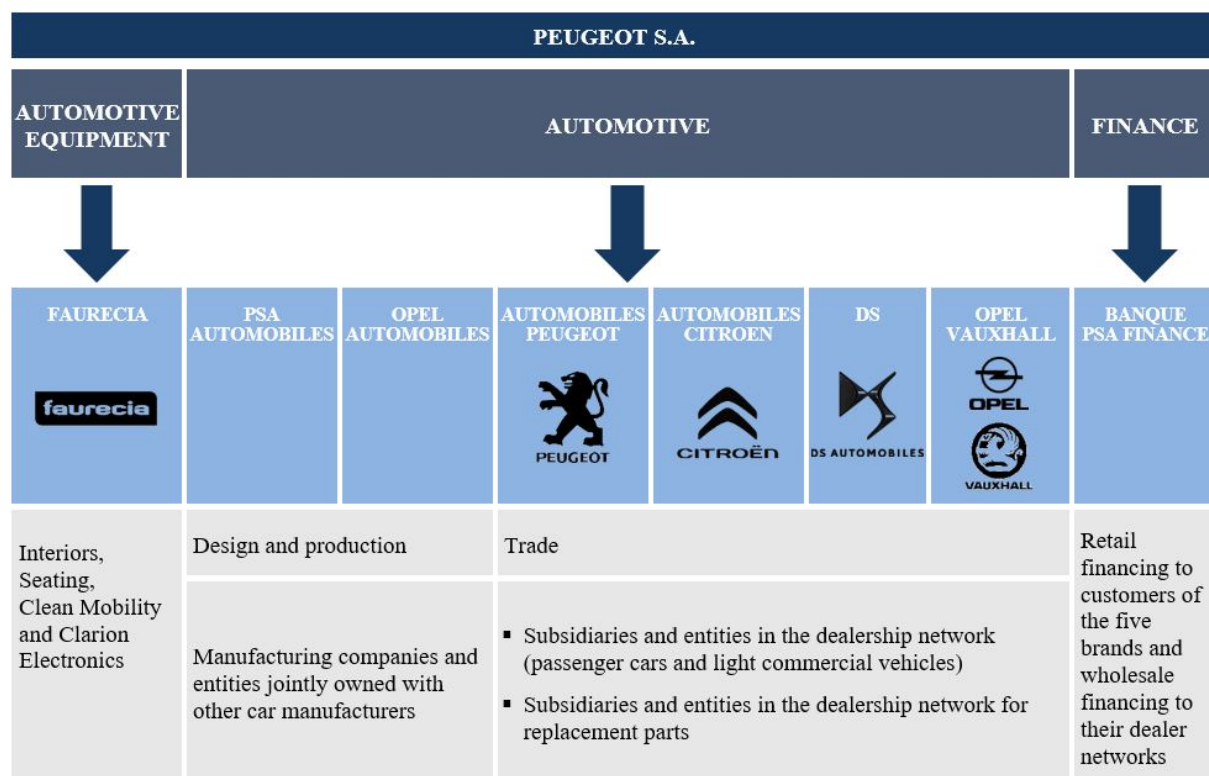 PEUGEOT S.A.
AUTOMOTIVE
EQUIPMENT
AUTOMOTIVE
FINANCE
FAURECIA
faurecia
PSA
AUTOMOBILES
OPEL
AUTOMOBILES
AUTOMOBILES
PEUGEOT
PEUGEOT
AUTOMOBILES
CITROEN
CITROËN
DS
DS AUTOMOBILES
OPEL
VAUXHALL
OPEL
VAUXHALL
BANQUE
PSA FINANCE
Interiors,
Seating,
Clean Mobility
and Clarion
Electronics
Design and production
Manufacturing companies and
entities jointly owned with
other car manufacturers
Trade
▪ Subsidiaries and entities in the dealership network
(passenger cars and light commercial vehicles)
▪ Subsidiaries and entities in the dealership network for
replacement parts
Retail
financing to
customers of
the five
brands and
wholesale
financing to
their dealer
networks